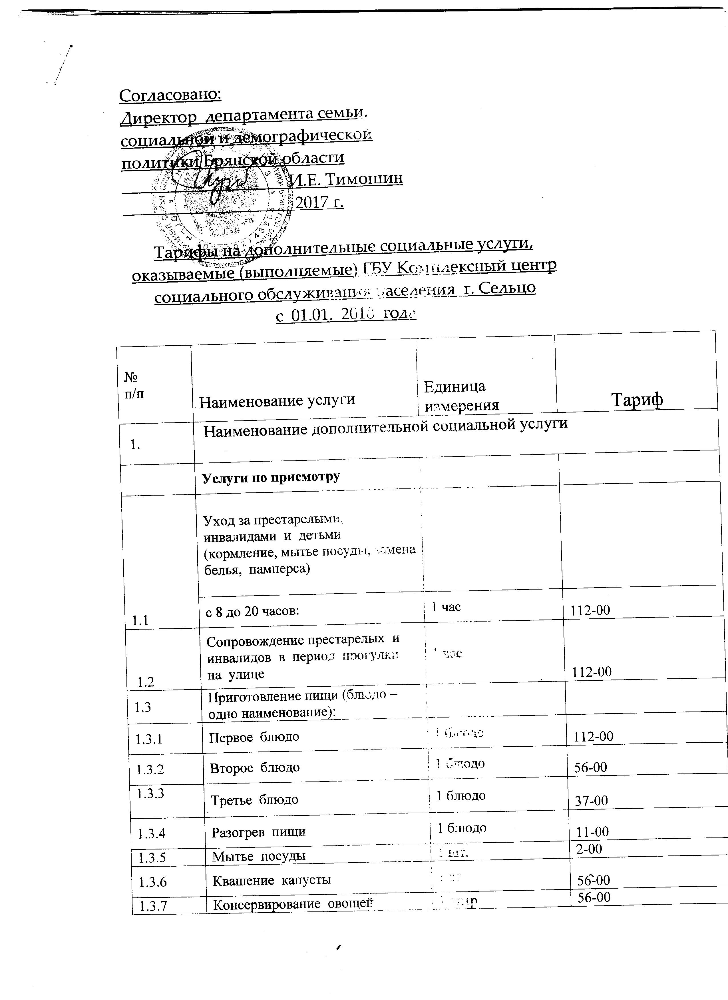 Согласовано:
Директор департамента семьи,
социальной и демографической
политики Брянской области
И.Е. Тимошин
2017 г.
Тарифы на дополнительные социальные услуги,
оказываемые (выполняемые) ГБУ Комплексный центр
социального обслуживания населения г. Сельцо
с 01.01. 2018 года
№
п/п
Наименование услуги
Единица
измерения
Тариф
1.
Наименование дополнительной социальной услуги
Услуги по присмотру
1.1
Уход за престарелыми,
инвалидами и детьми
(кормление, мытье посуды, замена
белья, памперса)
с 8 до 20 часов:
1 час
112-00
1.2
Сопровождение престарелых и
инвалидов в период прогулки
на улице
1 час
112-00
1.3
Приготовление пищи (блюдо –
одно наименование):
1.3.1
Первое блюдо
1 блюдо
112-00
1.3.2
Второе блюдо
1 блюдо
56-00
1.3.3
Третье блюдо
1 блюдо
37-00
1.3.4
Разогрев пищи
1 блюдо
11-00
1.3.5
Мытье посуды
1 шт.
2-00
1.3.6
Квашение капусты
56-00
1.3.7
Консервирование овощей
56-00